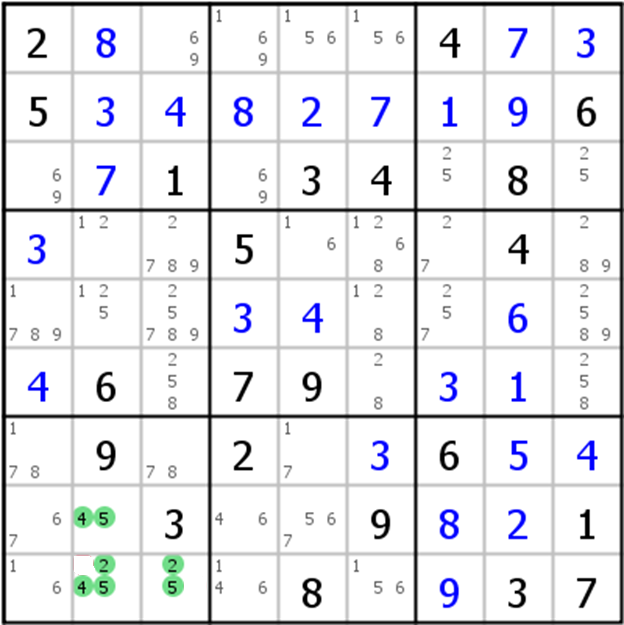 2 8 69 169 156 156 4 7 3
5 3 4 8 2 7 1 9 6
69 7 1 69 3 4 25 8 25
3 12 2789 5 16 1268 27 4 289
1789 125 25789 3 4 128 257 6 2589
4 6 258 7 9 28 3 1 258
178 9 78 2 17 3 6 5 4
67 45 3 46 567 9 8 2 1
16 245 25 146 8 156 9 3 7